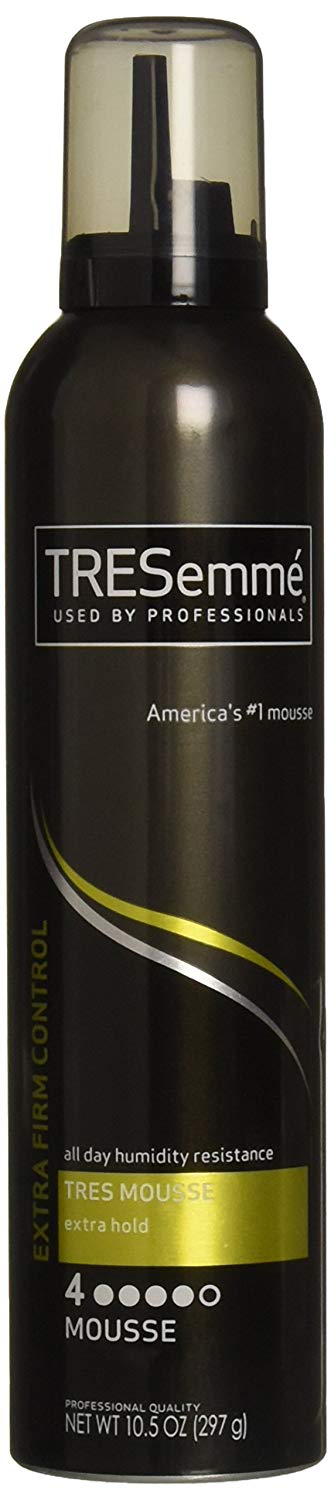 TRESemmé
USED BY PROFESSIONALS
America's #1 mousse
EXTRA FIRM CONTROL
all day humidity resistance
TRES MOUSSE
extra hold
4
MOUSSE
PROFESSIONAL QUALITY
NET WT 10.5 OZ (297 g)